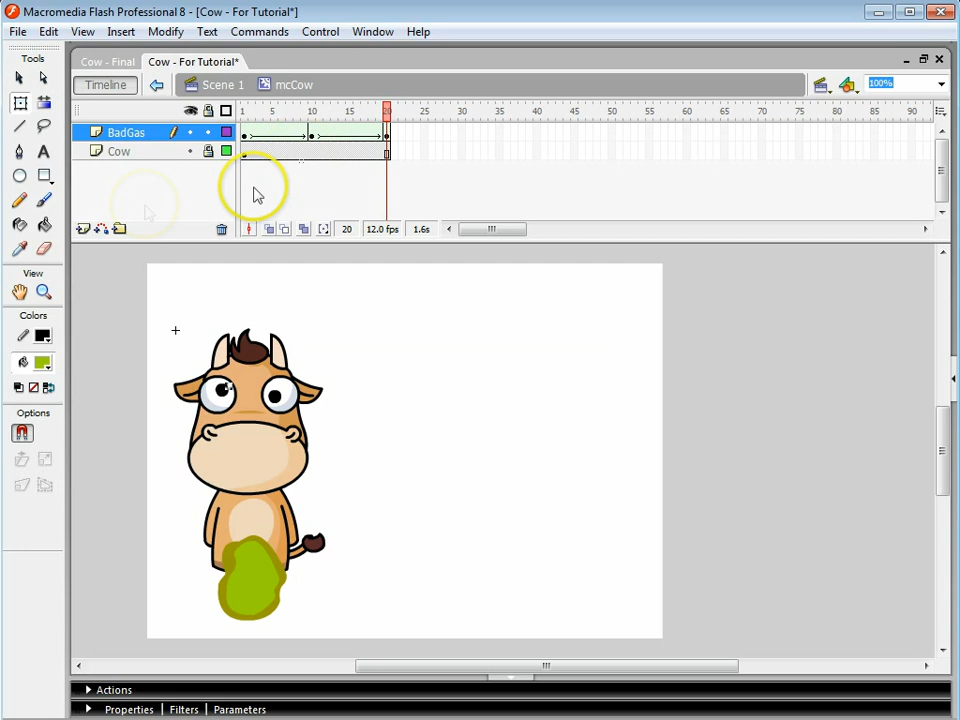 Macromedia Flash Professional 8 - [Cow - For Tutorial*]
File Edit View Insert Modify Text Commands Control Window Help
Tools
Cow - Final Cow - For Tutorial*
Timeline Scene 1 mcCow 100%
1 5 10 15 20 25 30 35 40 45 50 55 60 65 70 75 80 85 90
BadGas
Cow
20 12.0 fps 1.6s
View
Colors
Options
Actions
Properties Filters Parameters